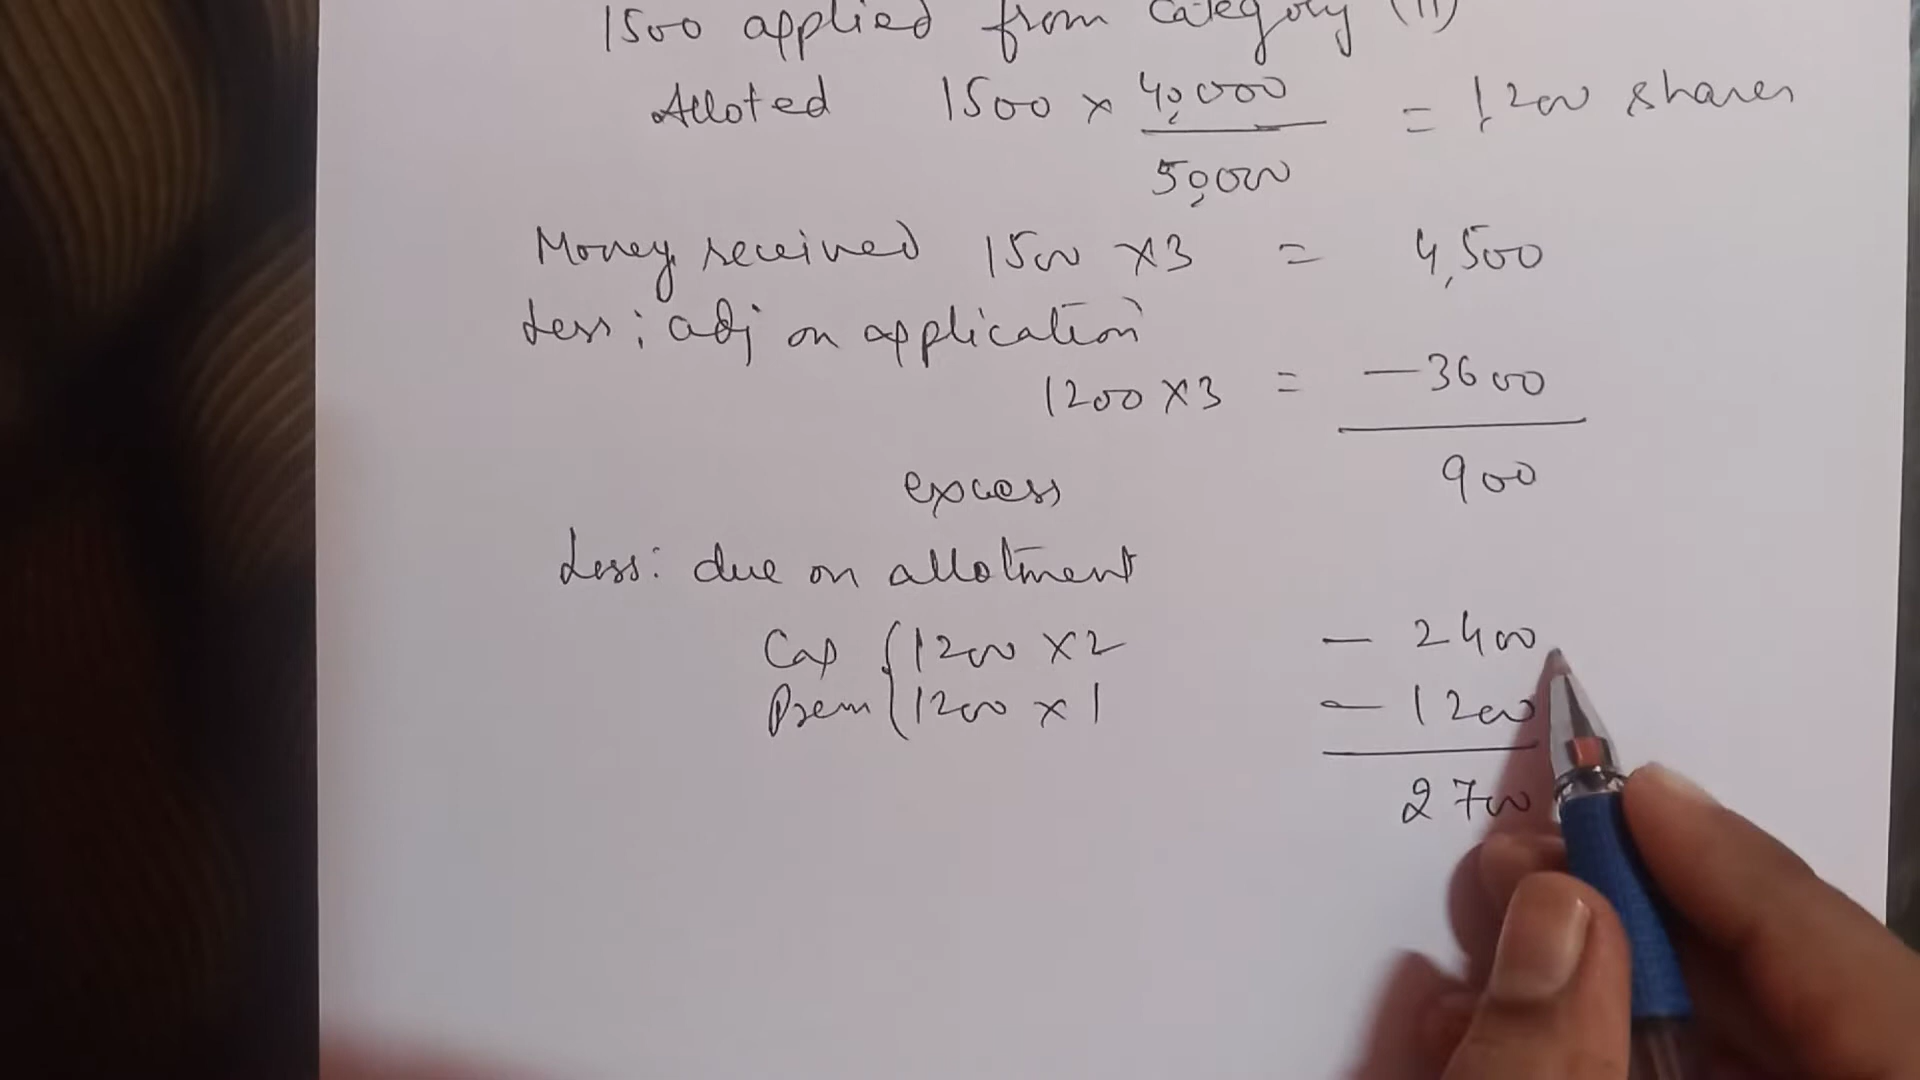 1500 applied from Category (II)
Alloted 1500 × 40,000 = 1200 shares
50,000
Money received 1500 × 3 = 4,500
Less: adj on application
1200 × 3 = — 3600
excess 900
Less: due on allotment
Cap { 1200 × 2 — 2400
Prem ( 1200 × 1 — 1200
2700